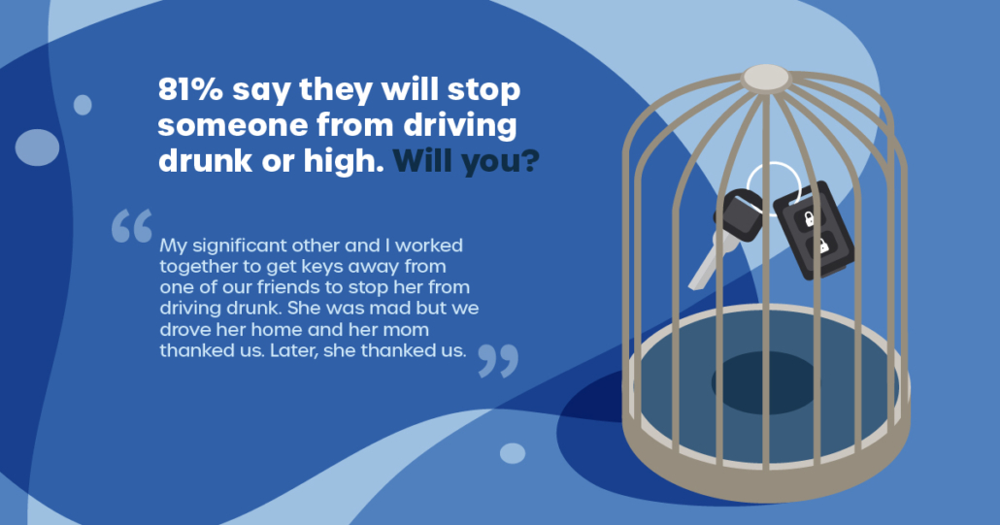 81% say they will stop
someone from driving
drunk or high. Will you?
“
My significant other and I worked
together to get keys away from
one of our friends to stop her from
driving drunk. She was mad but we
drove her home and her mom
thanked us. Later, she thanked us. ”